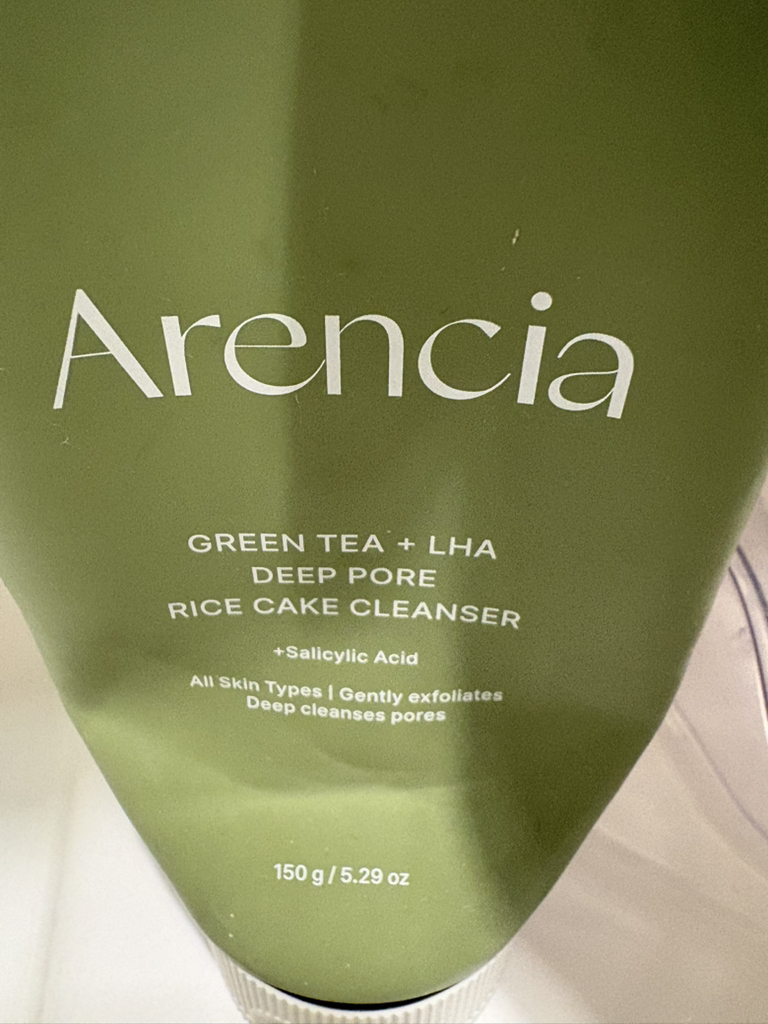 Arencia
GREEN TEA + LHA
DEEP PORE
RICE CAKE CLEANSER
+Salicylic Acid
All Skin Types | Gently exfoliates
Deep cleanses pores
150 g / 5.29 oz